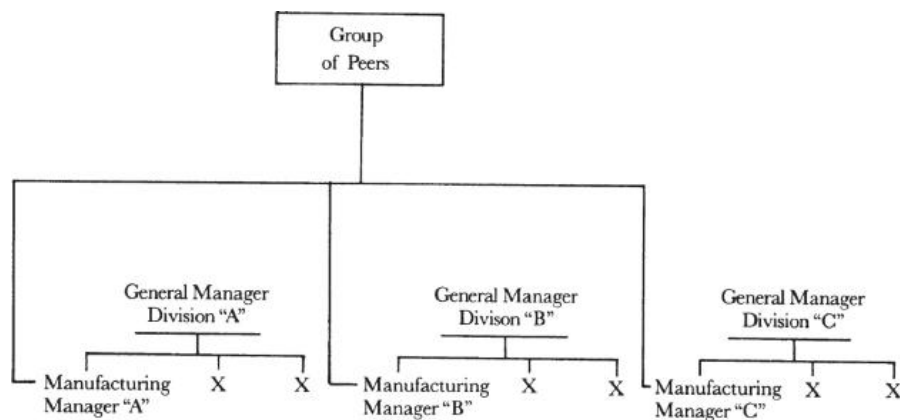 Group
of Peers
General Manager
Division “A”
General Manager
Divison “B”
General Manager
Division “C”
Manufacturing
Manager “A”
X
X
Manufacturing
Manager “B”
X
X
Manufacturing
Manager “C”
X
X